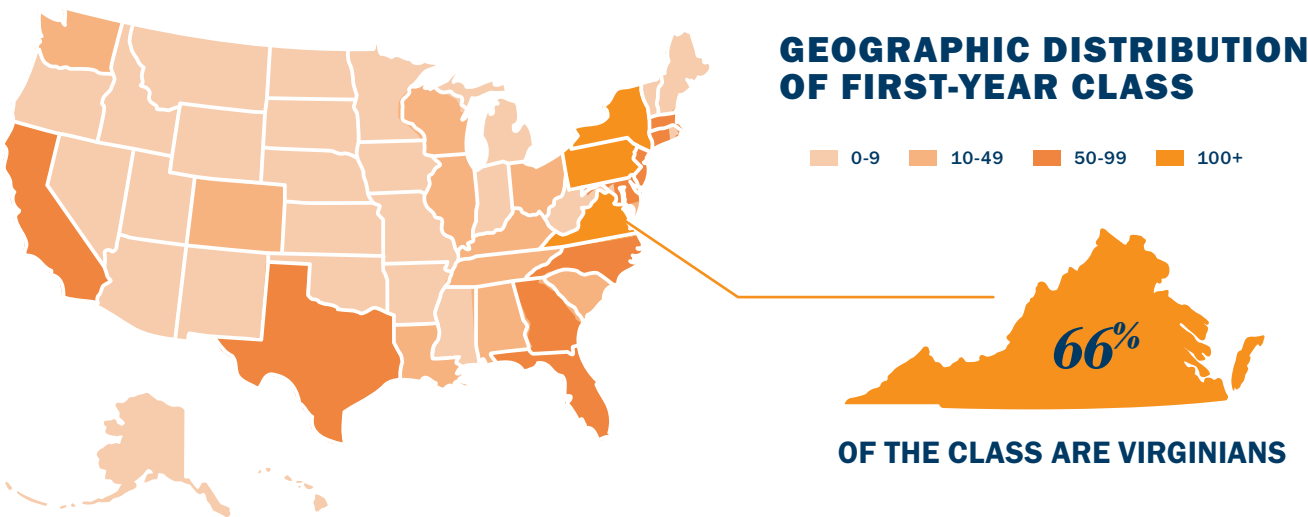 GEOGRAPHIC DISTRIBUTION
OF FIRST-YEAR CLASS
0-9 10-49 50-99 100+
66%
OF THE CLASS ARE VIRGINIANS